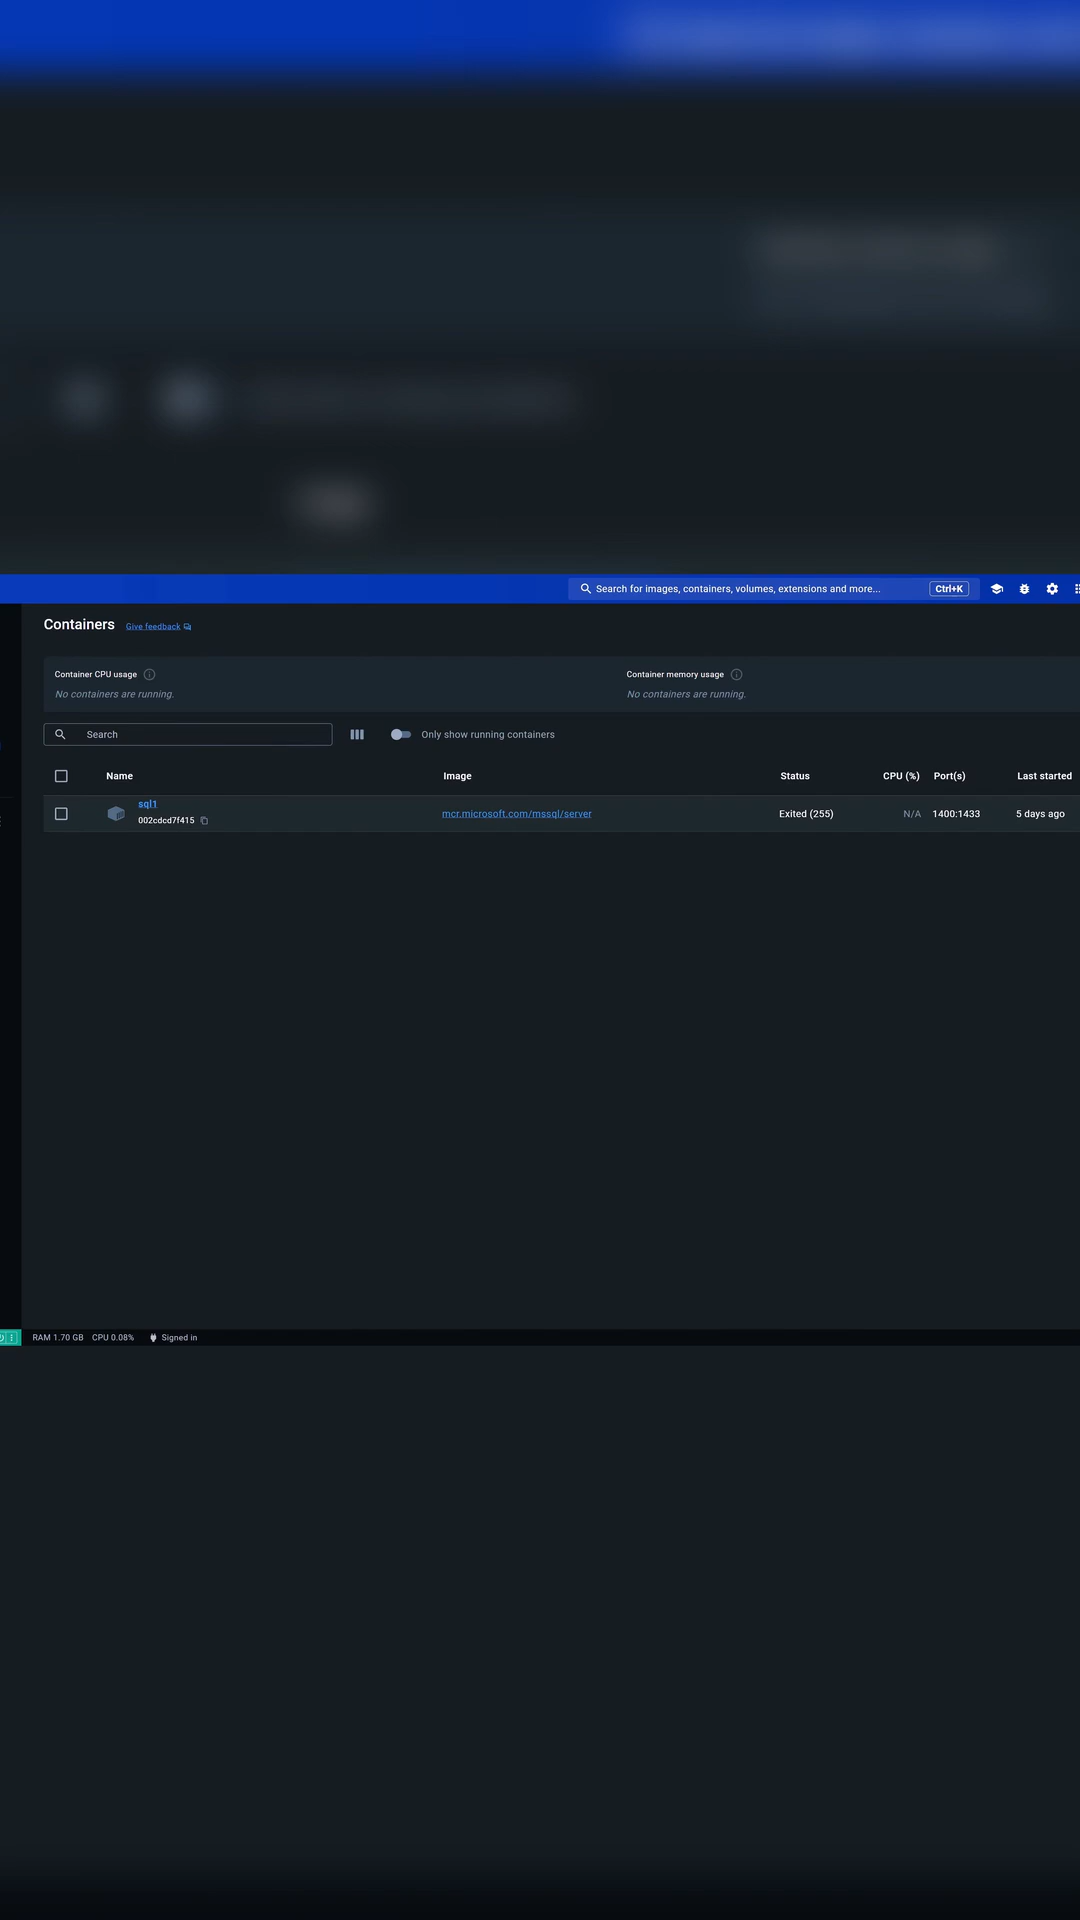 Search for images, containers, volumes, extensions and more... Ctrl+K
Containers Give feedback
Container CPU usage Container memory usage
No containers are running. No containers are running.
Search Only show running containers
Name Image Status CPU (%) Port(s) Last started
sql1
002cdcd7f415 mcr.microsoft.com/mssql/server Exited (255) N/A 1400:1433 5 days ago
RAM 1.70 GB CPU 0.08% Signed in